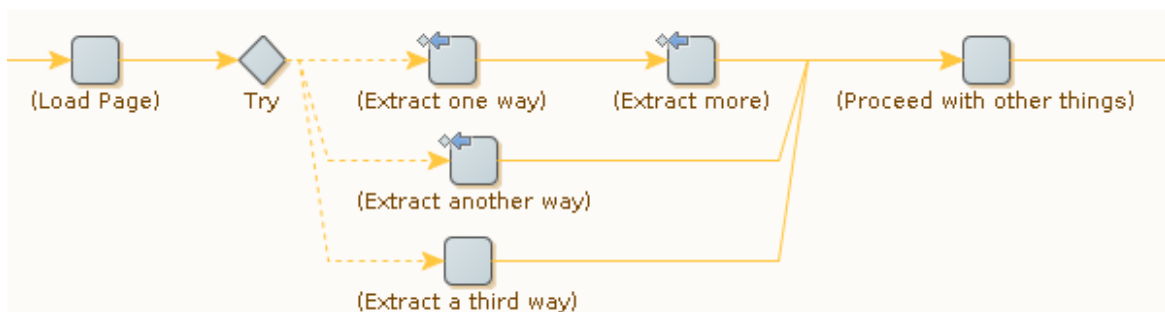 (Load Page)
Try
(Extract one way)
(Extract more)
(Proceed with other things)
(Extract another way)
(Extract a third way)